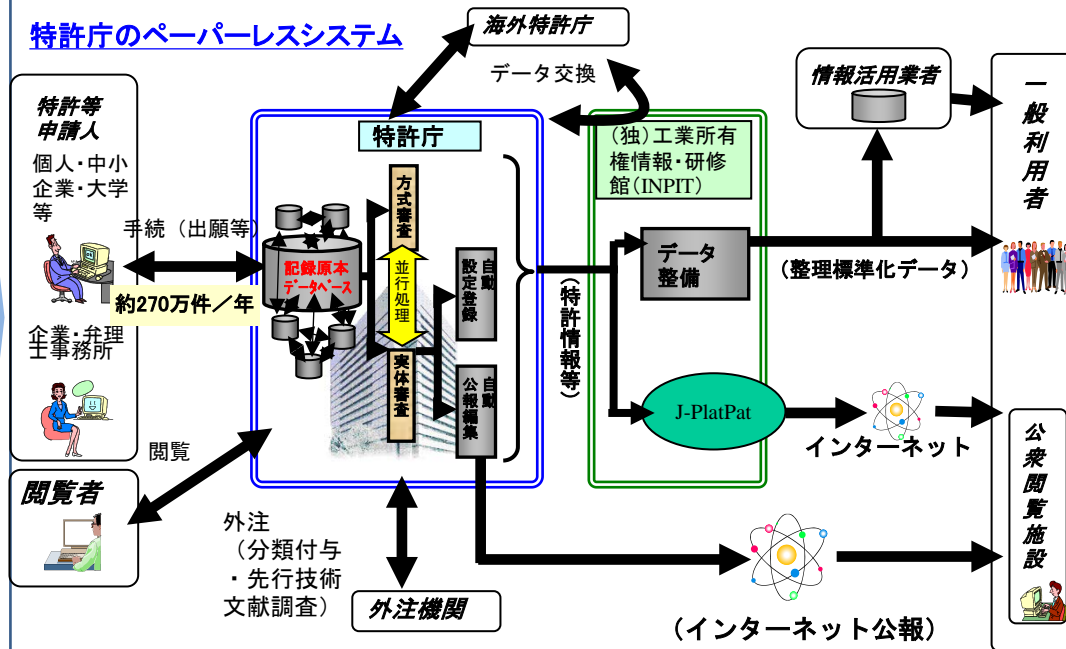 特許庁のペーパーレスシステム
海外特許庁
データ交換
情報活用業者
一般利用者
特許等
申請人
個人・中小
企業・大学
等
手続（出願等）
約270万件／年
企業・弁理
士事務所
閲覧
閲覧者
特許庁
記録原本
データベース
方式審査
並行処理
実体審査
自動
設定登録
自動
公報編集
（独）工業所有
権情報・研修
館（INPIT）
（特許情報等）
データ
整備
（整理標準化データ）
J-PlatPat
インターネット
公衆閲覧施設
外注
（分類付与
・先行技術
文献調査）
外注機関
（インターネット公報）